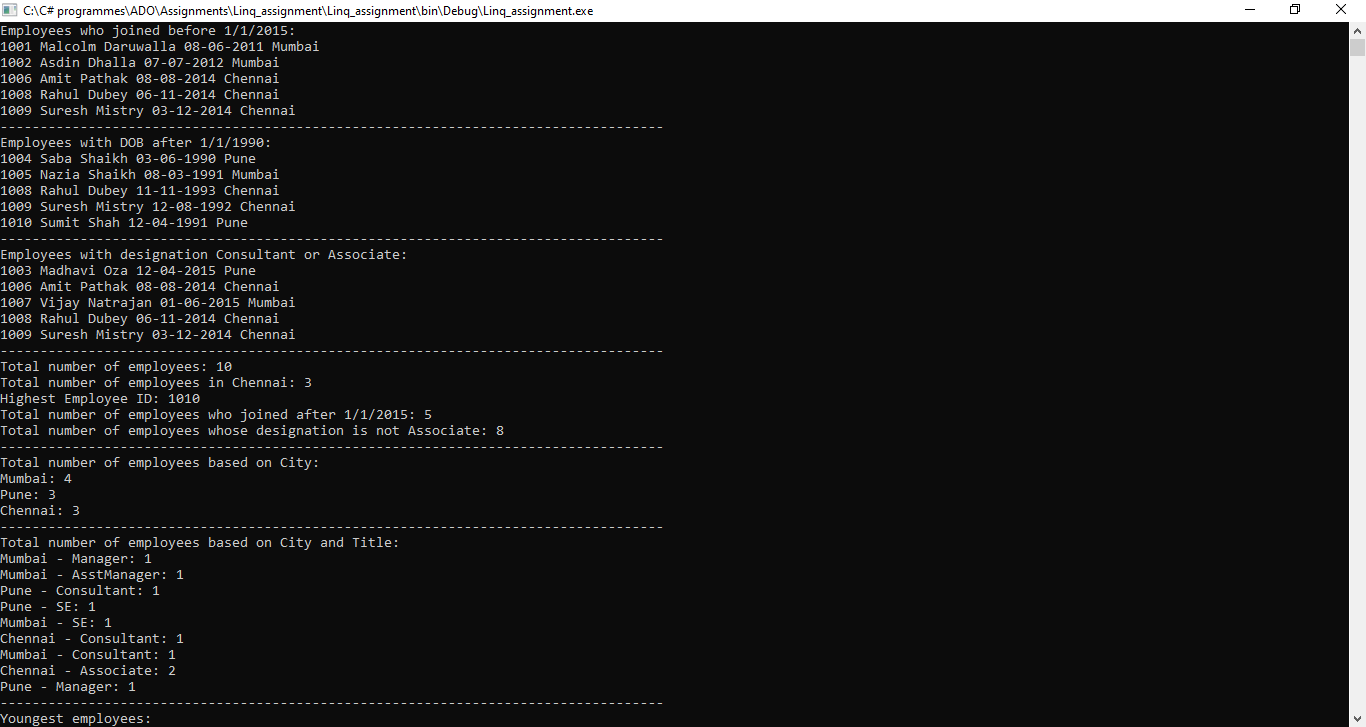 C:\C# programmes\ADO\Assignments\Linq_assignment\Linq_assignment\bin\Debug\Linq_assignment.exe
Employees who joined before 1/1/2015:
1001 Malcolm Daruwalla 08-06-2011 Mumbai
1002 Asdin Dhalla 07-07-2012 Mumbai
1006 Amit Pathak 08-08-2014 Chennai
1008 Rahul Dubey 06-11-2014 Chennai
1009 Suresh Mistry 03-12-2014 Chennai
-----------------------------------------------------------------------------------
Employees with DOB after 1/1/1990:
1004 Saba Shaikh 03-06-1990 Pune
1005 Nazia Shaikh 08-03-1991 Mumbai
1008 Rahul Dubey 11-11-1993 Chennai
1009 Suresh Mistry 12-08-1992 Chennai
1010 Sumit Shah 12-04-1991 Pune
-----------------------------------------------------------------------------------
Employees with designation Consultant or Associate:
1003 Madhavi Oza 12-04-2015 Pune
1006 Amit Pathak 08-08-2014 Chennai
1007 Vijay Natrajan 01-06-2015 Mumbai
1008 Rahul Dubey 06-11-2014 Chennai
1009 Suresh Mistry 03-12-2014 Chennai
-----------------------------------------------------------------------------------
Total number of employees: 10
Total number of employees in Chennai: 3
Highest Employee ID: 1010
Total number of employees who joined after 1/1/2015: 5
Total number of employees whose designation is not Associate: 8
-----------------------------------------------------------------------------------
Total number of employees based on City:
Mumbai: 4
Pune: 3
Chennai: 3
-----------------------------------------------------------------------------------
Total number of employees based on City and Title:
Mumbai - Manager: 1
Mumbai - AsstManager: 1
Pune - Consultant: 1
Pune - SE: 1
Mumbai - SE: 1
Chennai - Consultant: 1
Mumbai - Consultant: 1
Chennai - Associate: 2
Pune - Manager: 1
-----------------------------------------------------------------------------------
Youngest employees: